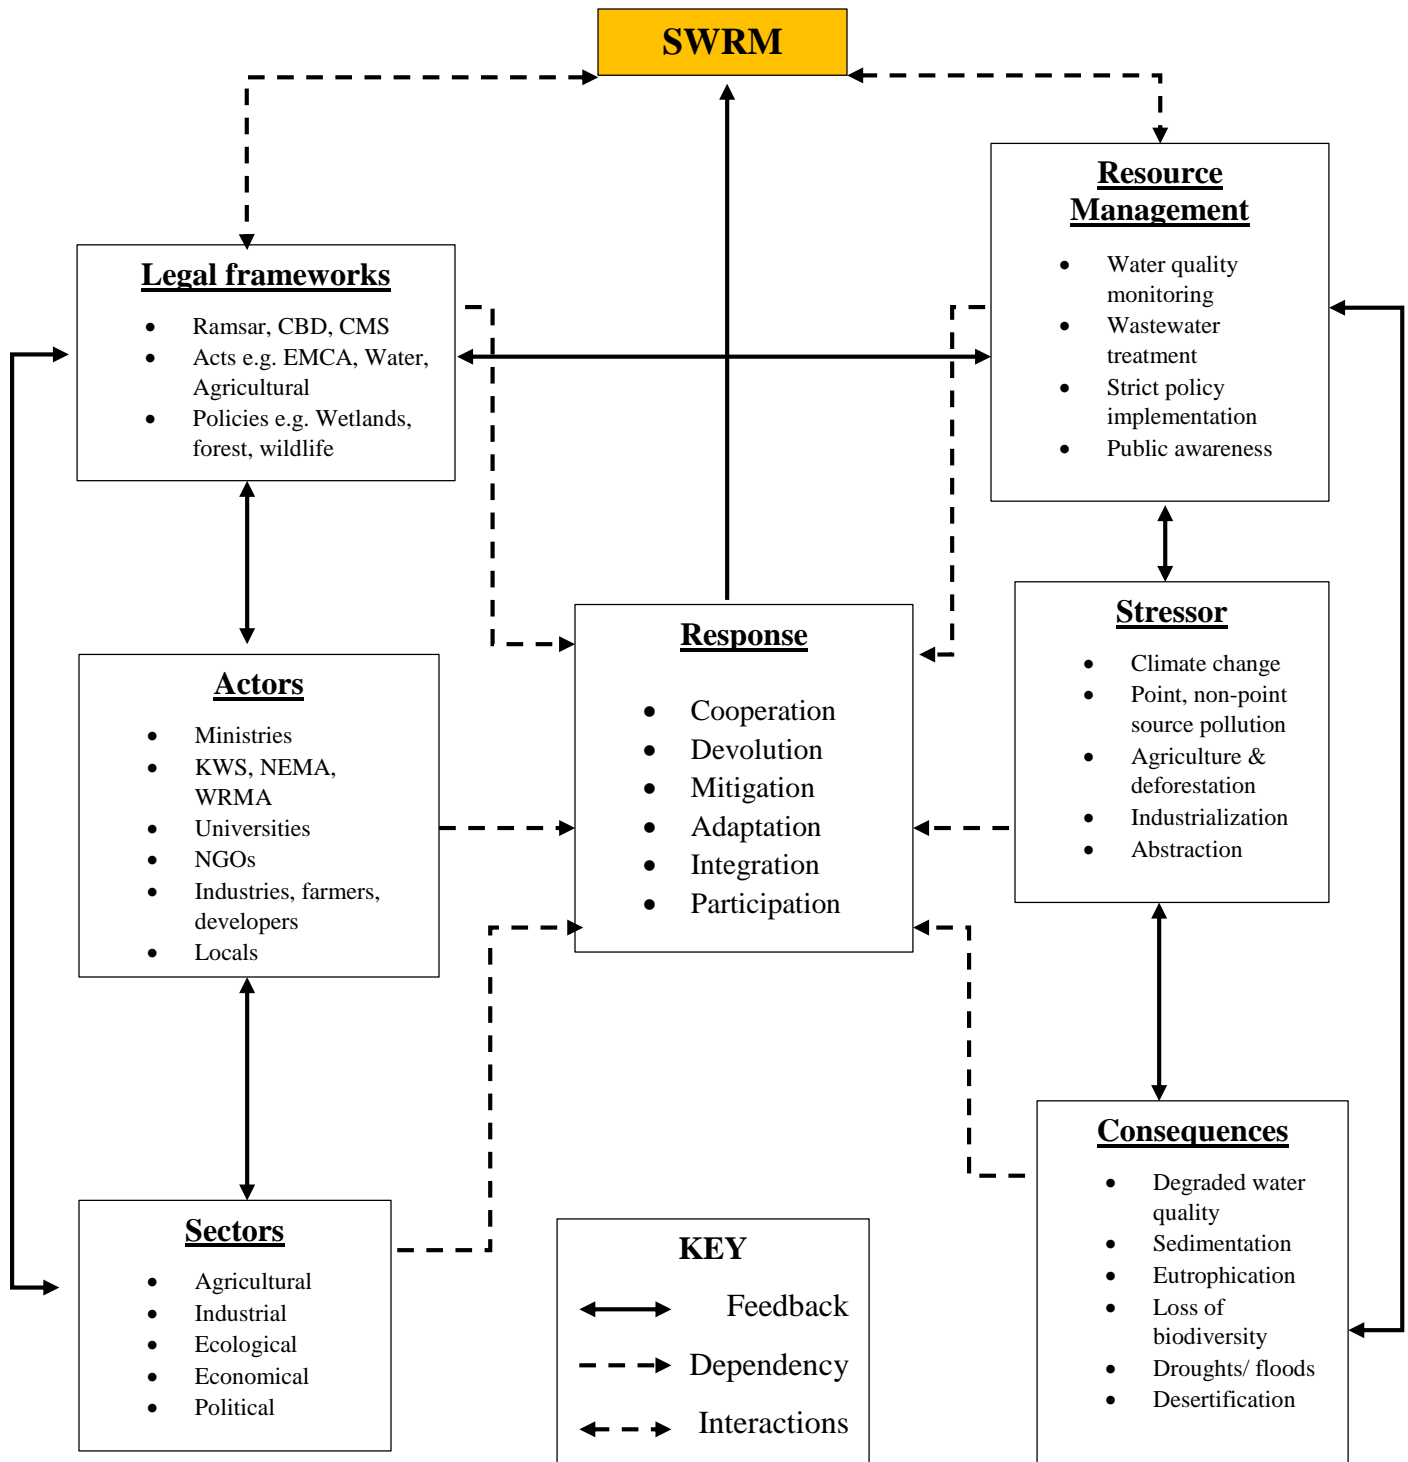 SWRM
Resource
Management
• Water quality
monitoring
• Wastewater
treatment
• Strict policy
implementation
• Public awareness
Legal frameworks
• Ramsar, CBD, CMS
• Acts e.g. EMCA, Water,
Agricultural
• Policies e.g. Wetlands,
forest, wildlife
Response
• Cooperation
• Devolution
• Mitigation
• Adaptation
• Integration
• Participation
Stressor
• Climate change
• Point, non-point
source pollution
• Agriculture &
deforestation
• Industrialization
• Abstraction
Actors
• Ministries
• KWS, NEMA,
WRMA
• Universities
• NGOs
• Industries, farmers,
developers
• Locals
Consequences
• Degraded water
quality
• Sedimentation
• Eutrophication
• Loss of
biodiversity
• Droughts/ floods
• Desertification
Sectors
• Agricultural
• Industrial
• Ecological
• Economical
• Political
KEY
Feedback
Dependency
Interactions